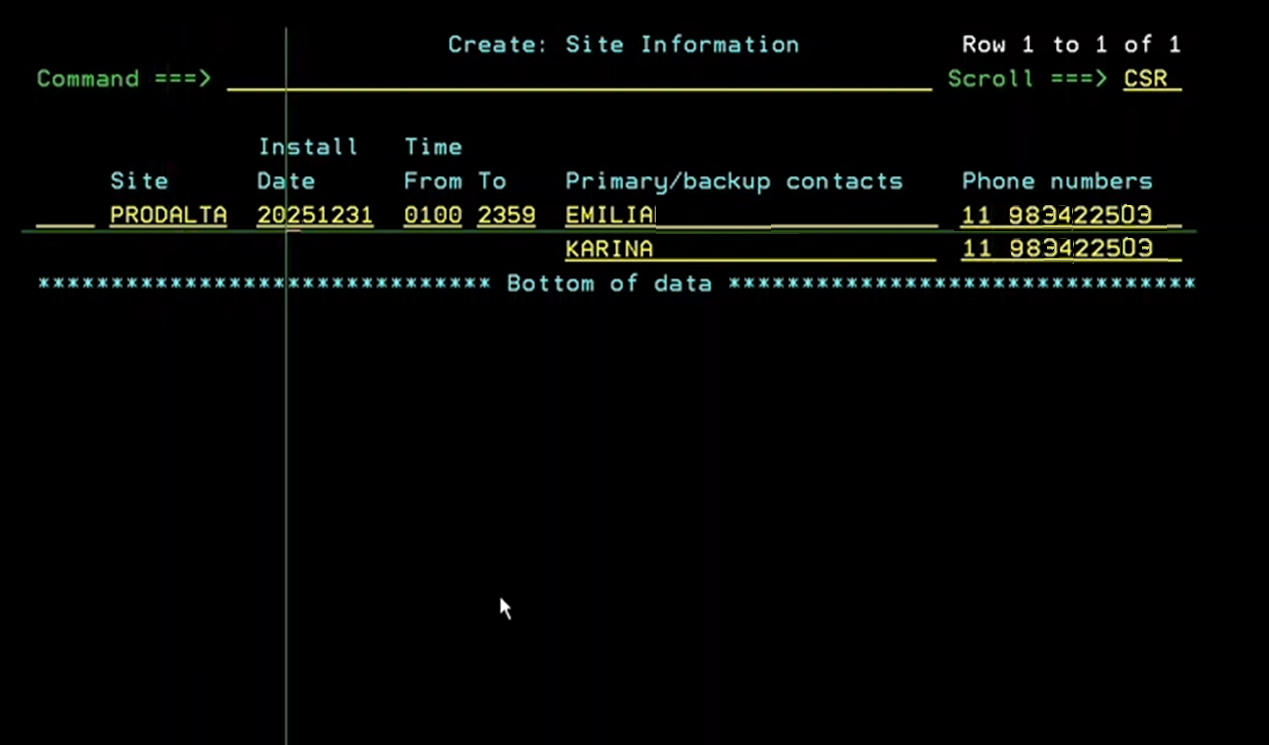 Create: Site Information Row 1 to 1 of 1
Command ===> Scroll ===> CSR
Install Time
Site Date From To Primary/backup contacts Phone numbers
PRODALTA 20251231 0100 2359 EMILIA 11 983422503
KARINA 11 983422503
******************************* Bottom of data ********************************